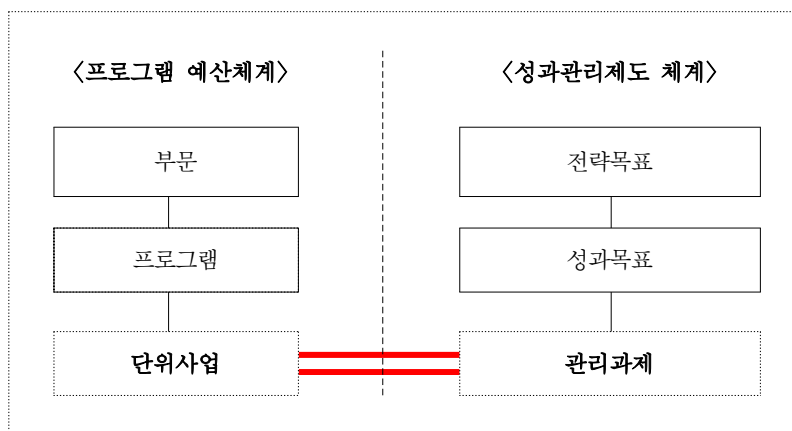 〈프로그램 예산체계〉
〈성과관리제도 체계〉
부문
전략목표
프로그램
성과목표
단위사업
관리과제